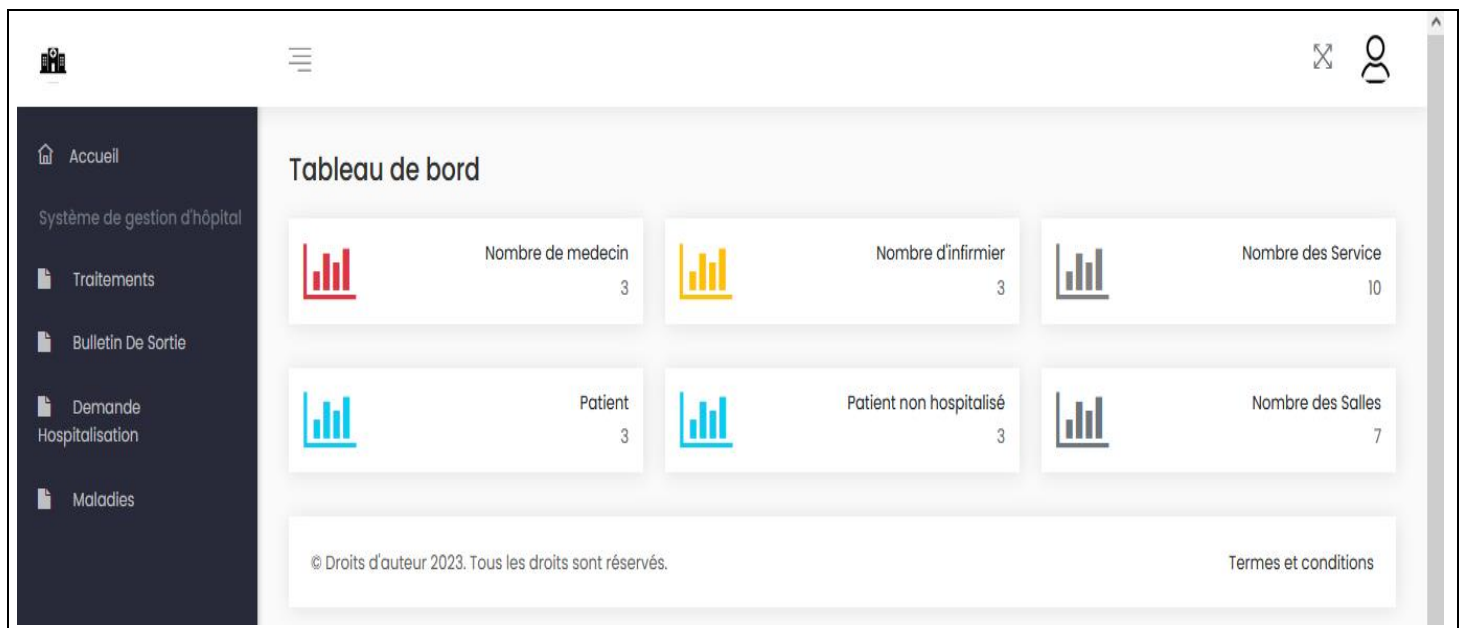 Accueil
Système de gestion d'hôpital
Traitements
Bulletin De Sortie
Demande
Hospitalisation
Maladies
Tableau de bord
Nombre de medecin
3
Nombre d'infirmier
3
Nombre des Service
10
Patient
3
Patient non hospitalisé
3
Nombre des Salles
7
© Droits d'auteur 2023. Tous les droits sont réservés.
Termes et conditions